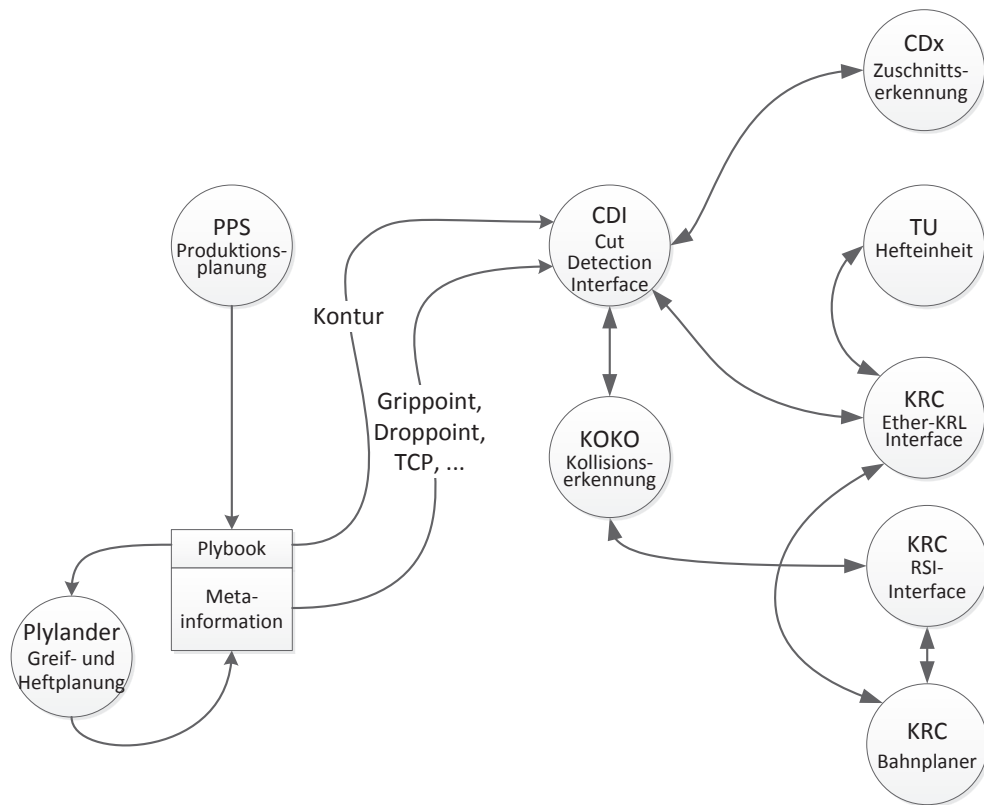 CDx
Zuschnitts-
erkennung
PPS
Produktions-
planung
CDI
Cut
Detection
Interface
TU
Hefteinheit
Kontur
Grippoint,
Droppoint,
TCP, ...
KOKO
Kollisions-
erkennung
KRC
Ether-KRL
Interface
Plybook
Meta-
information
KRC
RSI-
Interface
Plylander
Greif- und
Heftplanung
KRC
Bahnplaner